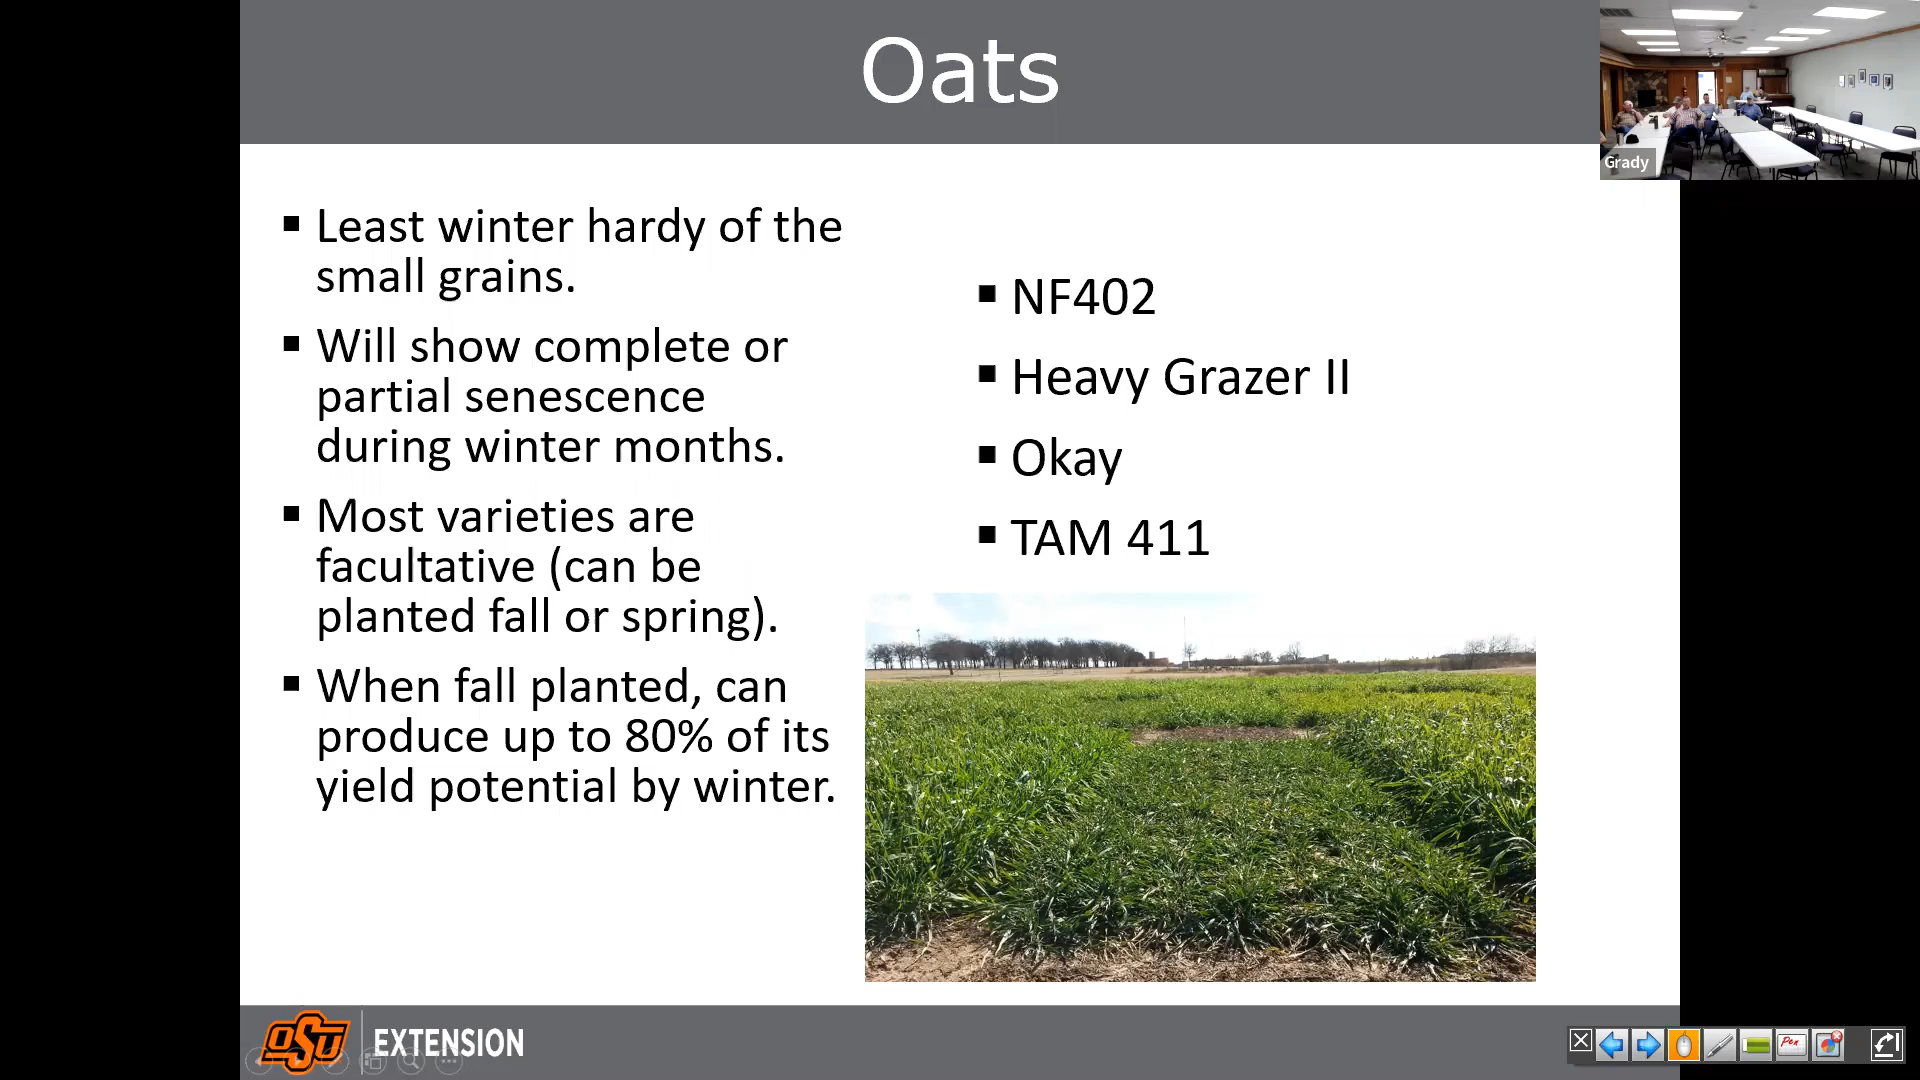 Oats
Grady
▪ Least winter hardy of the
small grains.
▪ Will show complete or
partial senescence
during winter months.
▪ Most varieties are
facultative (can be
planted fall or spring).
▪ When fall planted, can
produce up to 80% of its
yield potential by winter.
▪ NF402
▪ Heavy Grazer II
▪ Okay
▪ TAM 411
OSU EXTENSION
Pen